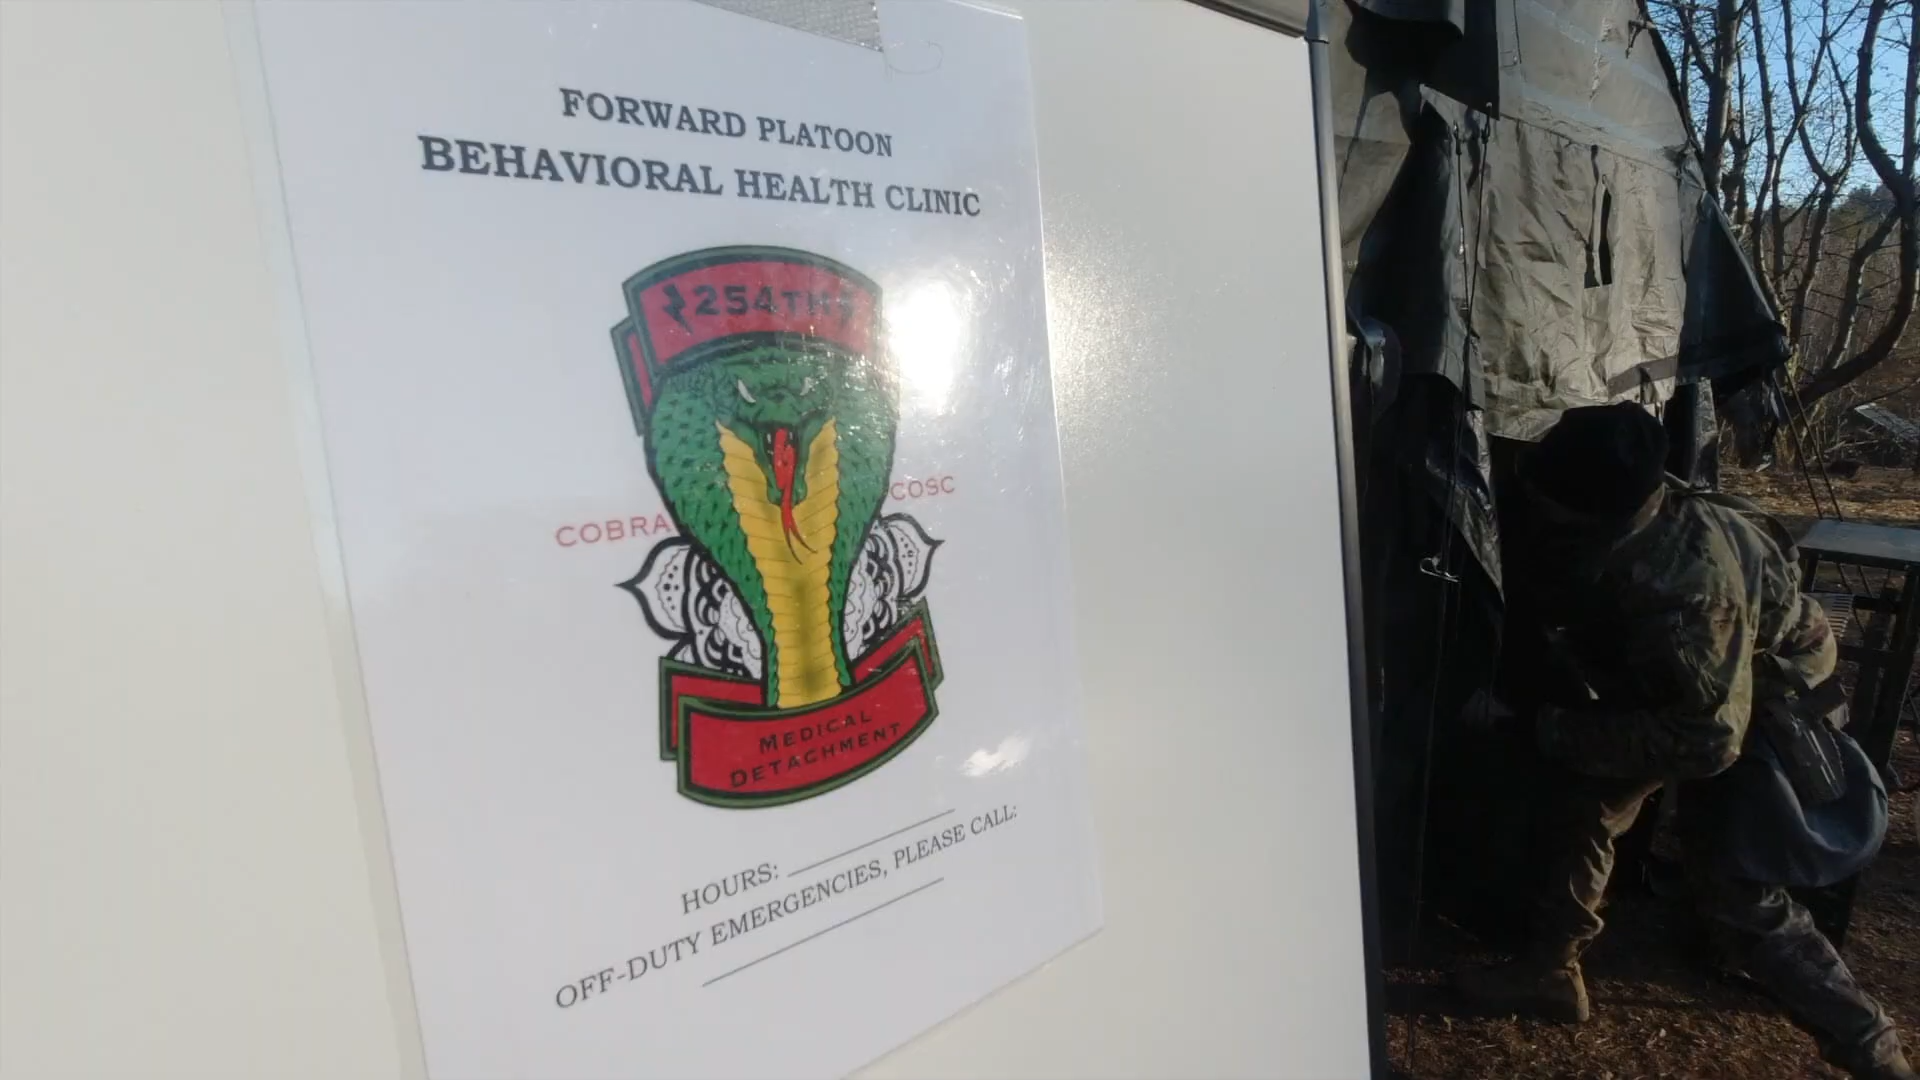 FORWARD PLATOON
BEHAVIORAL HEALTH CLINIC
254TH
COBRA COSC
MEDICAL
DETACHMENT
HOURS:
OFF-DUTY EMERGENCIES, PLEASE CALL: